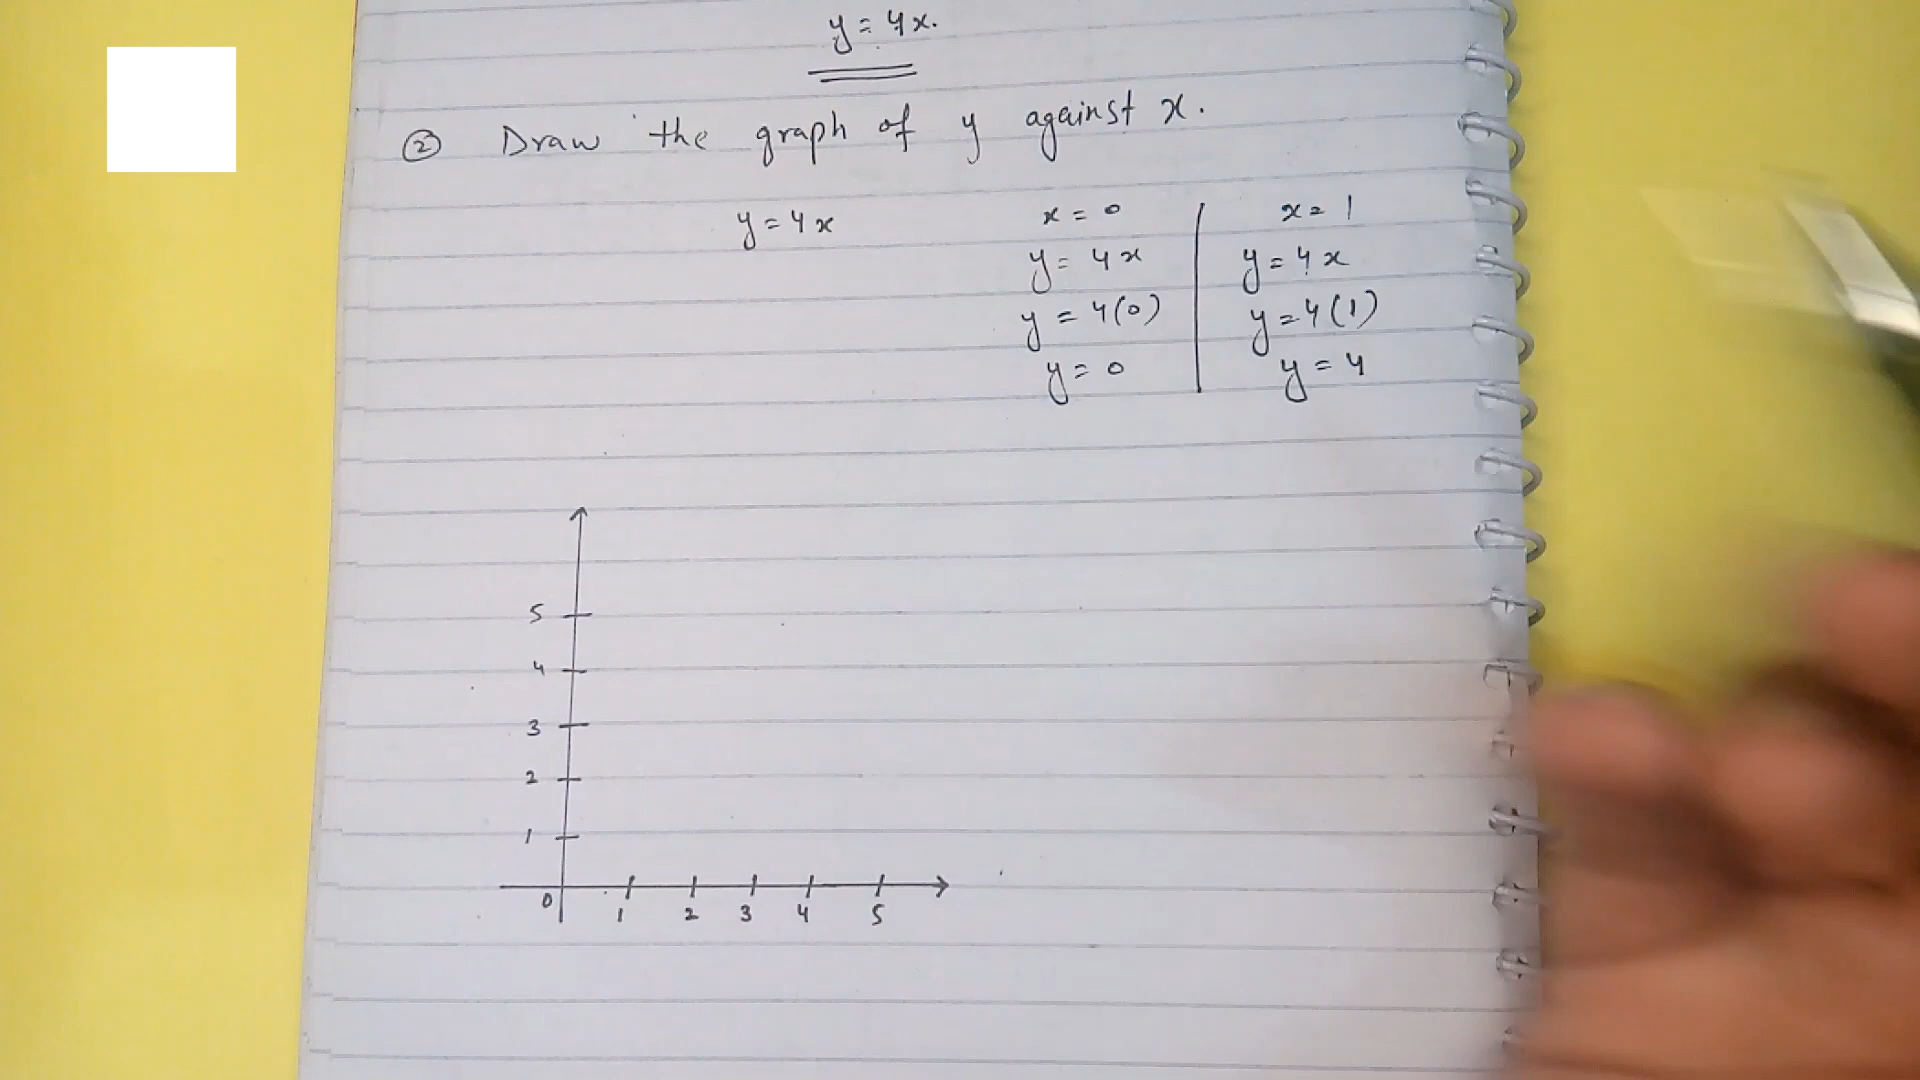 y = 4x.
② Draw the graph of y against x.
y = 4x
x = 0
y = 4x
y = 4(0)
y = 0
x = 1
y = 4x
y = 4(1)
y = 4
5
4
3
2
1
0
1 2 3 4 5